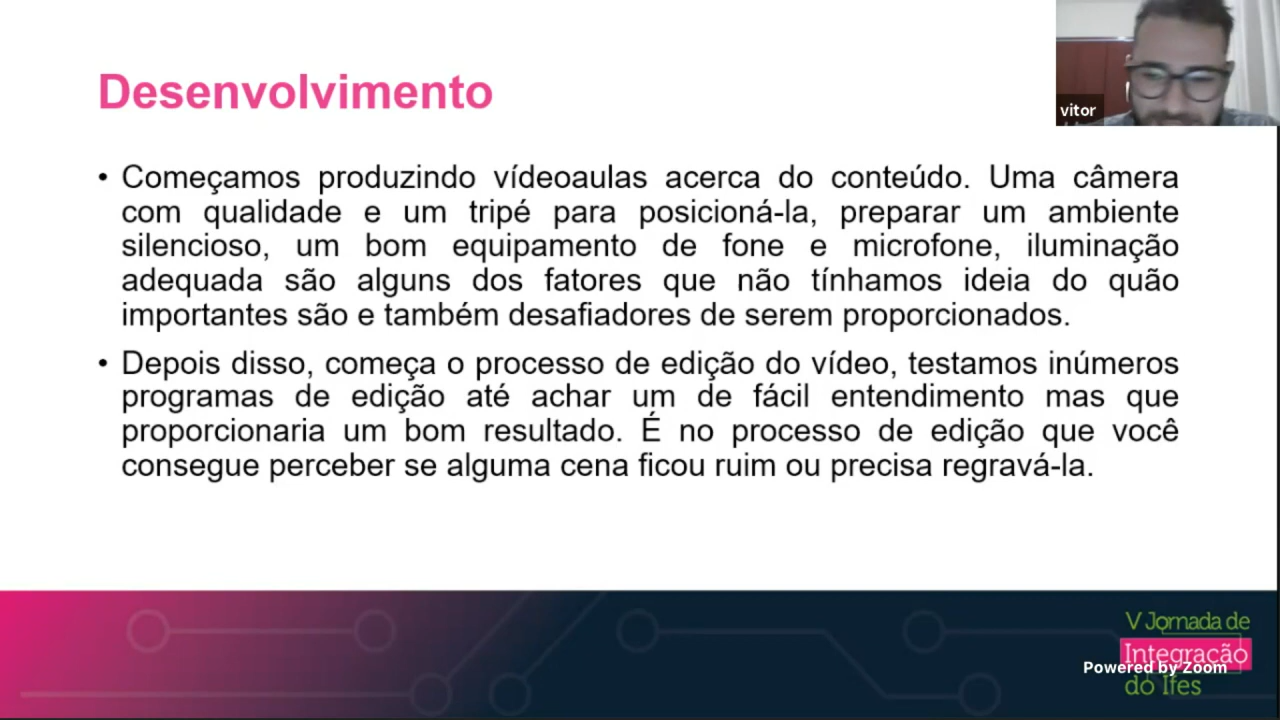 Desenvolvimento
vitor
• Começamos produzindo vídeoaulas acerca do conteúdo. Uma câmera
com qualidade e um tripé para posicioná-la, preparar um ambiente
silencioso, um bom equipamento de fone e microfone, iluminação
adequada são alguns dos fatores que não tínhamos ideia do quão
importantes são e também desafiadores de serem proporcionados.
• Depois disso, começa o processo de edição do vídeo, testamos inúmeros
programas de edição até achar um de fácil entendimento mas que
proporcionaria um bom resultado. É no processo de edição que você
consegue perceber se alguma cena ficou ruim ou precisa regravá-la.
V Jornada de
Integração
Powered by Zoom
do Ifes